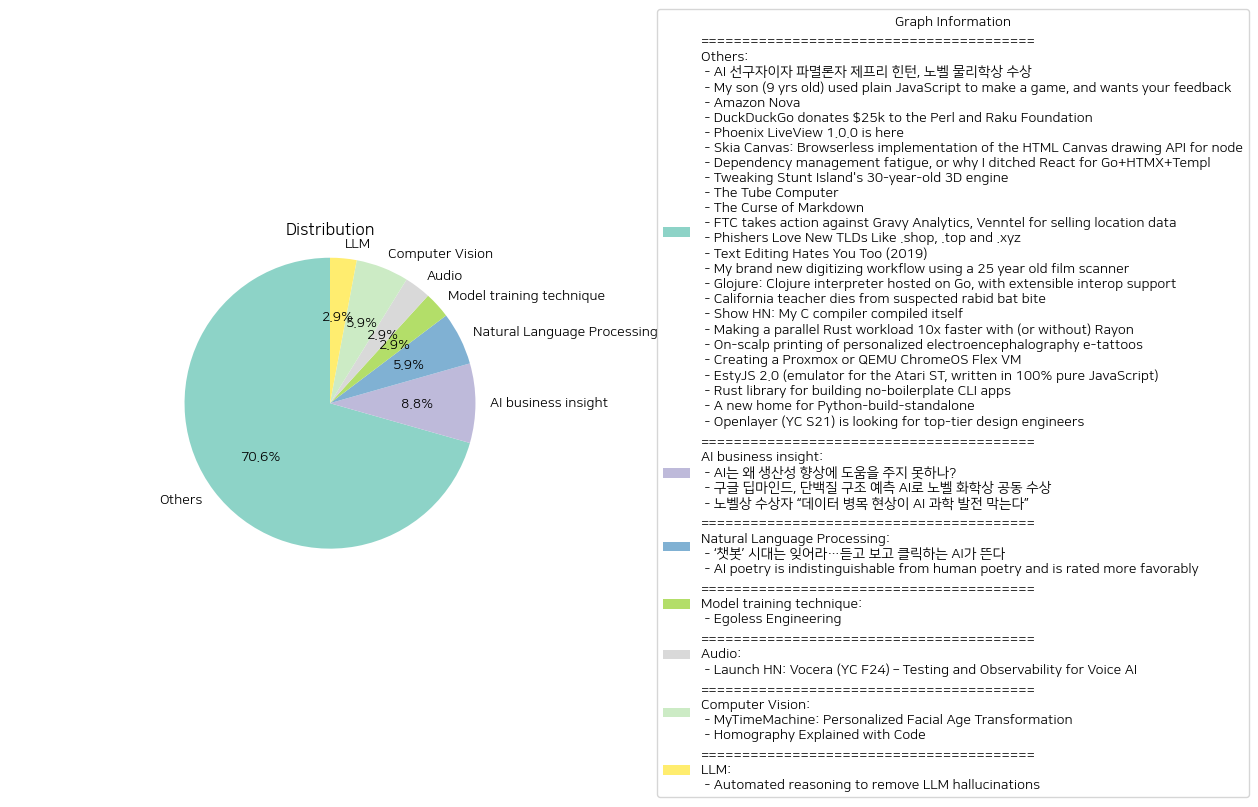 Distribution
LLM
Computer Vision
Audio
Model training technique
Natural Language Processing
AI business insight
Others
2.9%
5.9%
2.9%
2.9%
5.9%
8.8%
70.6%
Graph Information
========================================
Others:
- AI 선구자이자 파멸론자 제프리 힌턴, 노벨 물리학상 수상
- My son (9 yrs old) used plain JavaScript to make a game, and wants your feedback
- Amazon Nova
- DuckDuckGo donates $25k to the Perl and Raku Foundation
- Phoenix LiveView 1.0.0 is here
- Skia Canvas: Browserless implementation of the HTML Canvas drawing API for node
- Dependency management fatigue, or why I ditched React for Go+HTMX+Templ
- Tweaking Stunt Island's 30-year-old 3D engine
- The Tube Computer
- The Curse of Markdown
- FTC takes action against Gravy Analytics, Venntel for selling location data
- Phishers Love New TLDs Like .shop, .top and .xyz
- Text Editing Hates You Too (2019)
- My brand new digitizing workflow using a 25 year old film scanner
- Glojure: Clojure interpreter hosted on Go, with extensible interop support
- California teacher dies from suspected rabid bat bite
- Show HN: My C compiler compiled itself
- Making a parallel Rust workload 10x faster with (or without) Rayon
- On-scalp printing of personalized electroencephalography e-tattoos
- Creating a Proxmox or QEMU ChromeOS Flex VM
- EstyJS 2.0 (emulator for the Atari ST, written in 100% pure JavaScript)
- Rust library for building no-boilerplate CLI apps
- A new home for Python-build-standalone
- Openlayer (YC S21) is looking for top-tier design engineers
========================================
AI business insight:
- AI는 왜 생산성 향상에 도움을 주지 못하나?
- 구글 딥마인드, 단백질 구조 예측 AI로 노벨 화학상 공동 수상
- 노벨상 수상자 “데이터 병목 현상이 AI 과학 발전 막는다”
========================================
Natural Language Processing:
- ‘챗봇’ 시대는 잊어라…듣고 보고 클릭하는 AI가 뜬다
- AI poetry is indistinguishable from human poetry and is rated more favorably
========================================
Model training technique:
- Egoless Engineering
========================================
Audio:
- Launch HN: Vocera (YC F24) – Testing and Observability for Voice AI
========================================
Computer Vision:
- MyTimeMachine: Personalized Facial Age Transformation
- Homography Explained with Code
========================================
LLM:
- Automated reasoning to remove LLM hallucinations